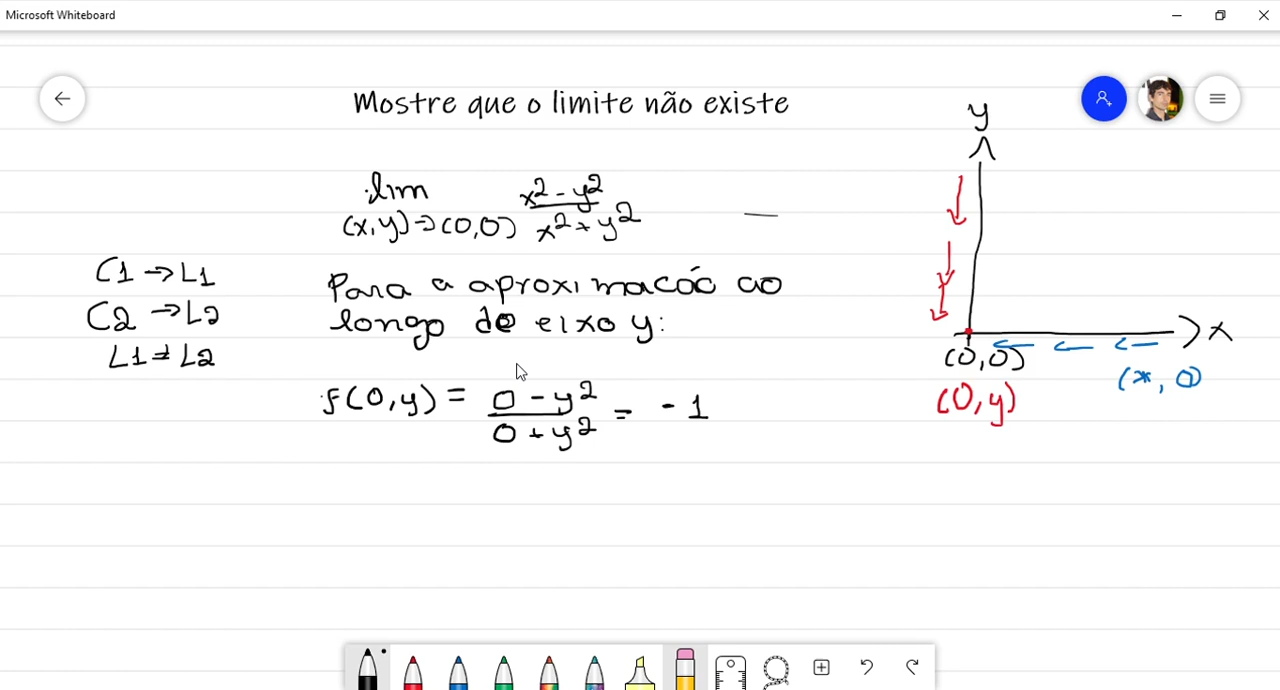 Microsoft Whiteboard
Mostre que o limite não existe
lim
(x,y)→(0,0)
x² - y²
x² + y²
C1 → L1
C2 → L2
L1 ≠ L2
Para a aproximacão ao
longo do eixo y:
f(0,y) = 0 - y² / 0 + y² = - 1
y
x
(0,0)
(x, 0)
(0,y)